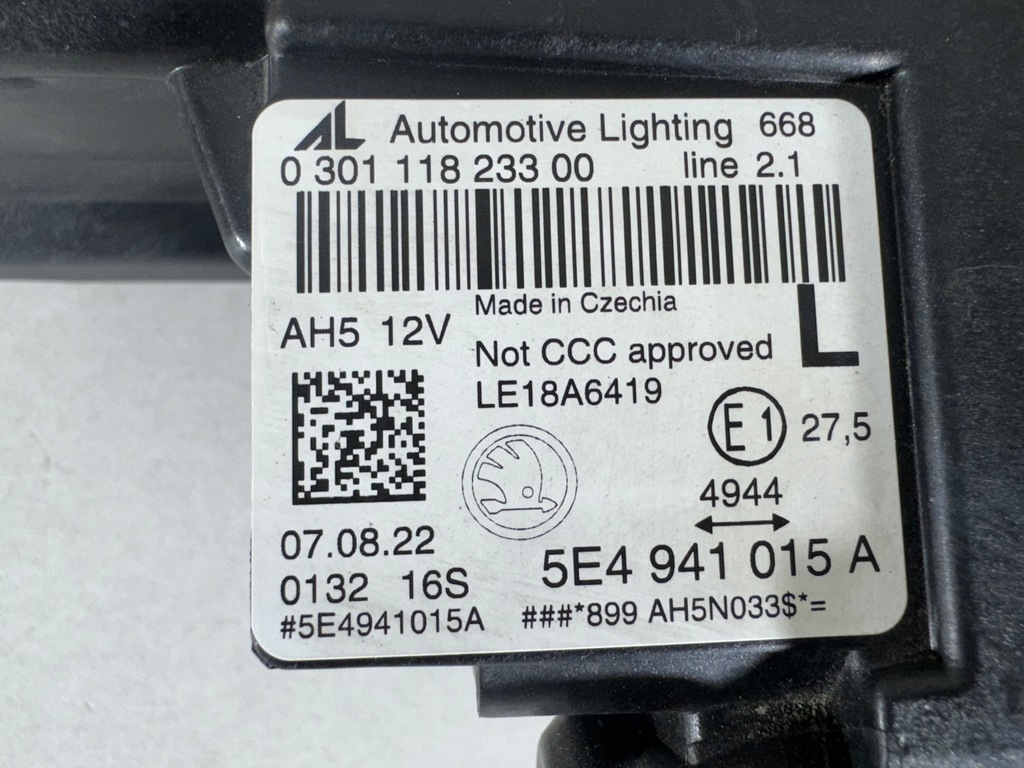 AL Automotive Lighting 668
0 301 118 233 00 line 2.1
Made in Czechia
AH5 12V
L
Not CCC approved
LE18A6419
E1 27,5
4944
07.08.22
5E4 941 015 A
0132 16S
#5E4941015A ###*899 AH5N033$*=